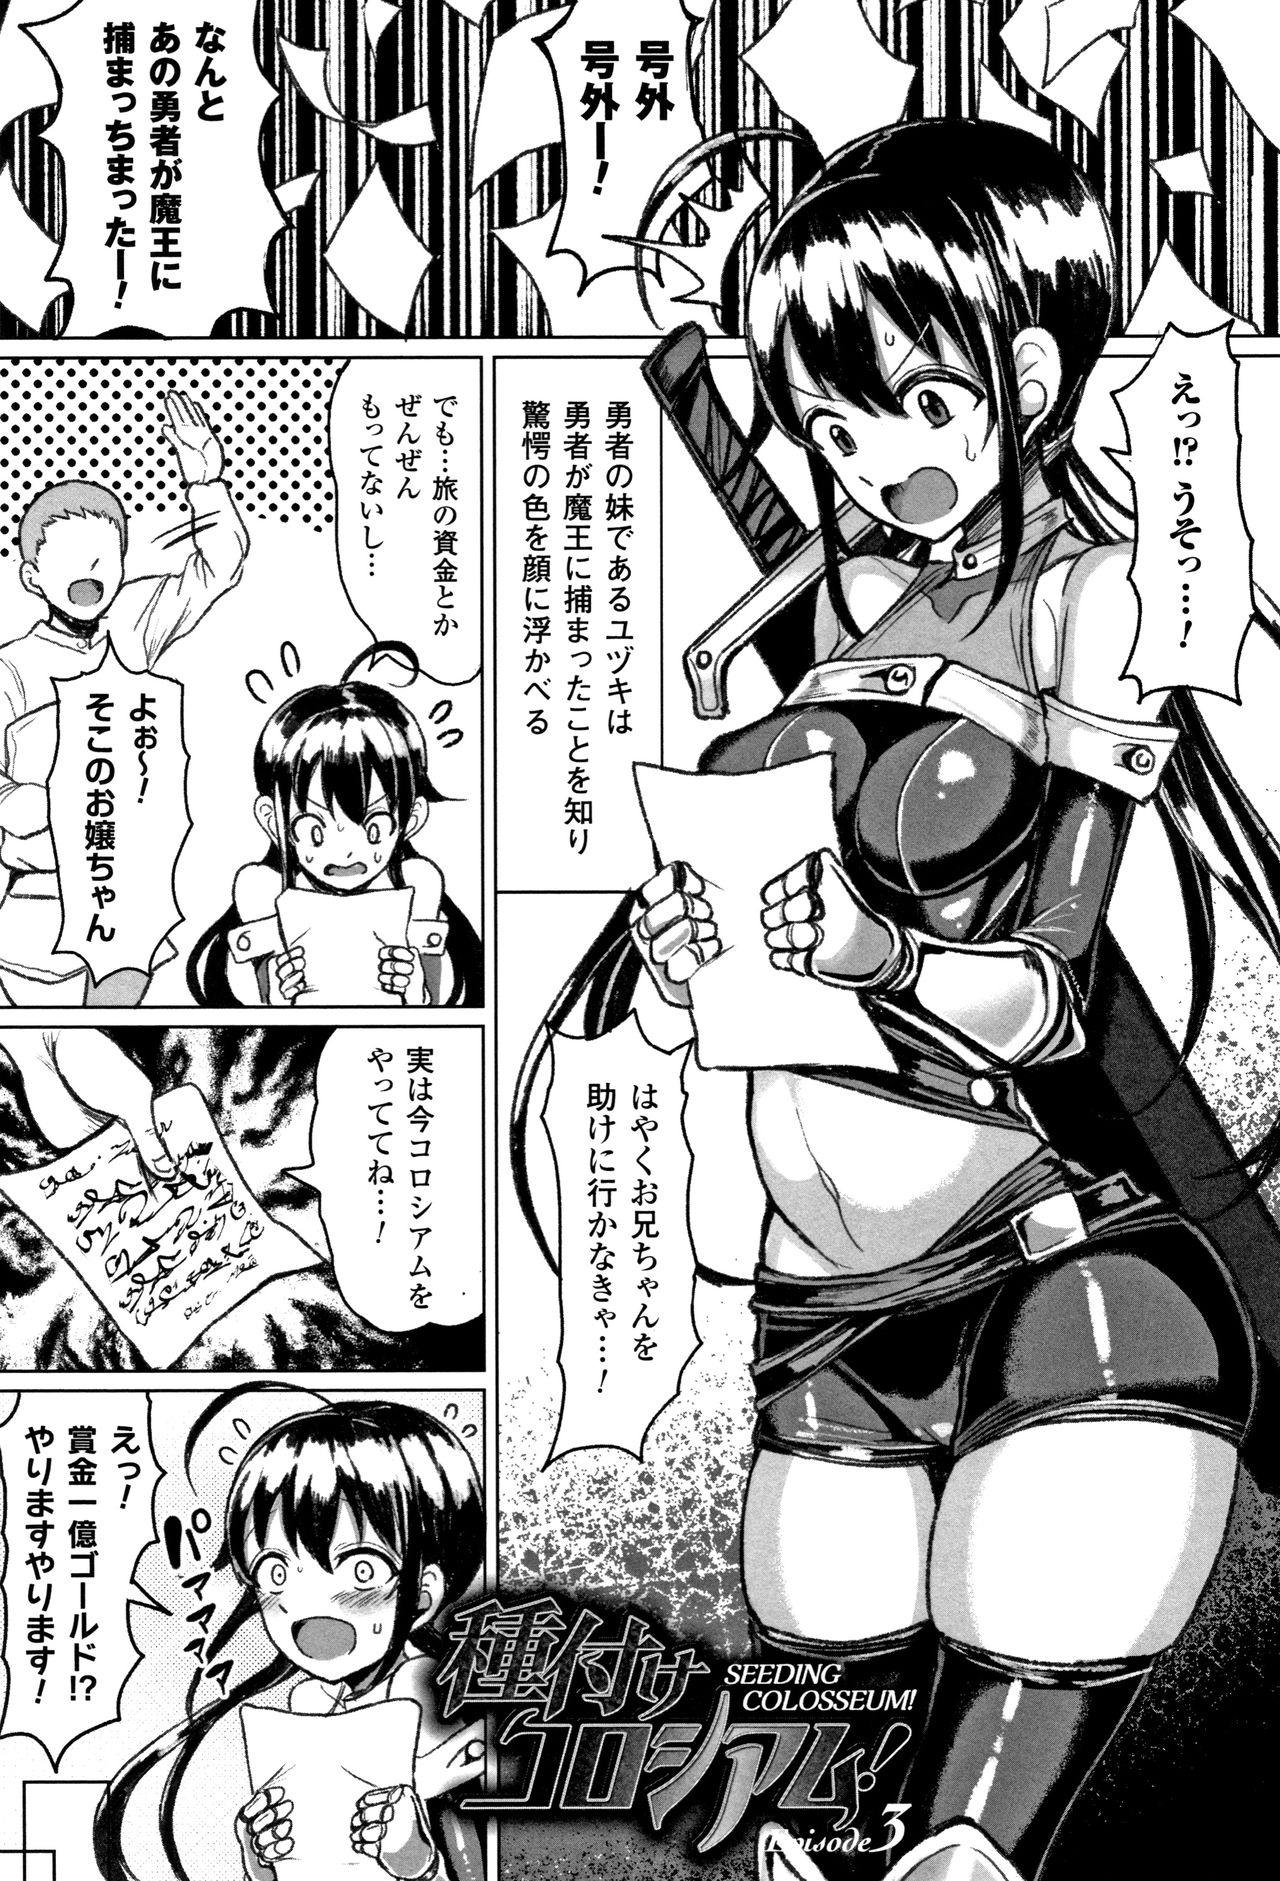 号外
号外ー！
なんと
あの勇者が魔王に
捕まっちまったー！
えっ!?うそっ…！
勇者の妹であるユヅキは
勇者が魔王に捕まったことを知り
驚愕の色を顔に浮かべる
はやくお兄ちゃんを
助けに行かなきゃ…！
でも…旅の資金とか
ぜんぜん
もってないし…
よぉ〜！
そこのお嬢ちゃん
実は今コロシアムを
やっててね…！
えっ！
賞金一億ゴールド!?
やりますやります！
パァァァァァ
種付け
コロシアム！
SEEDING
COLOSSEUM!
Episode 3